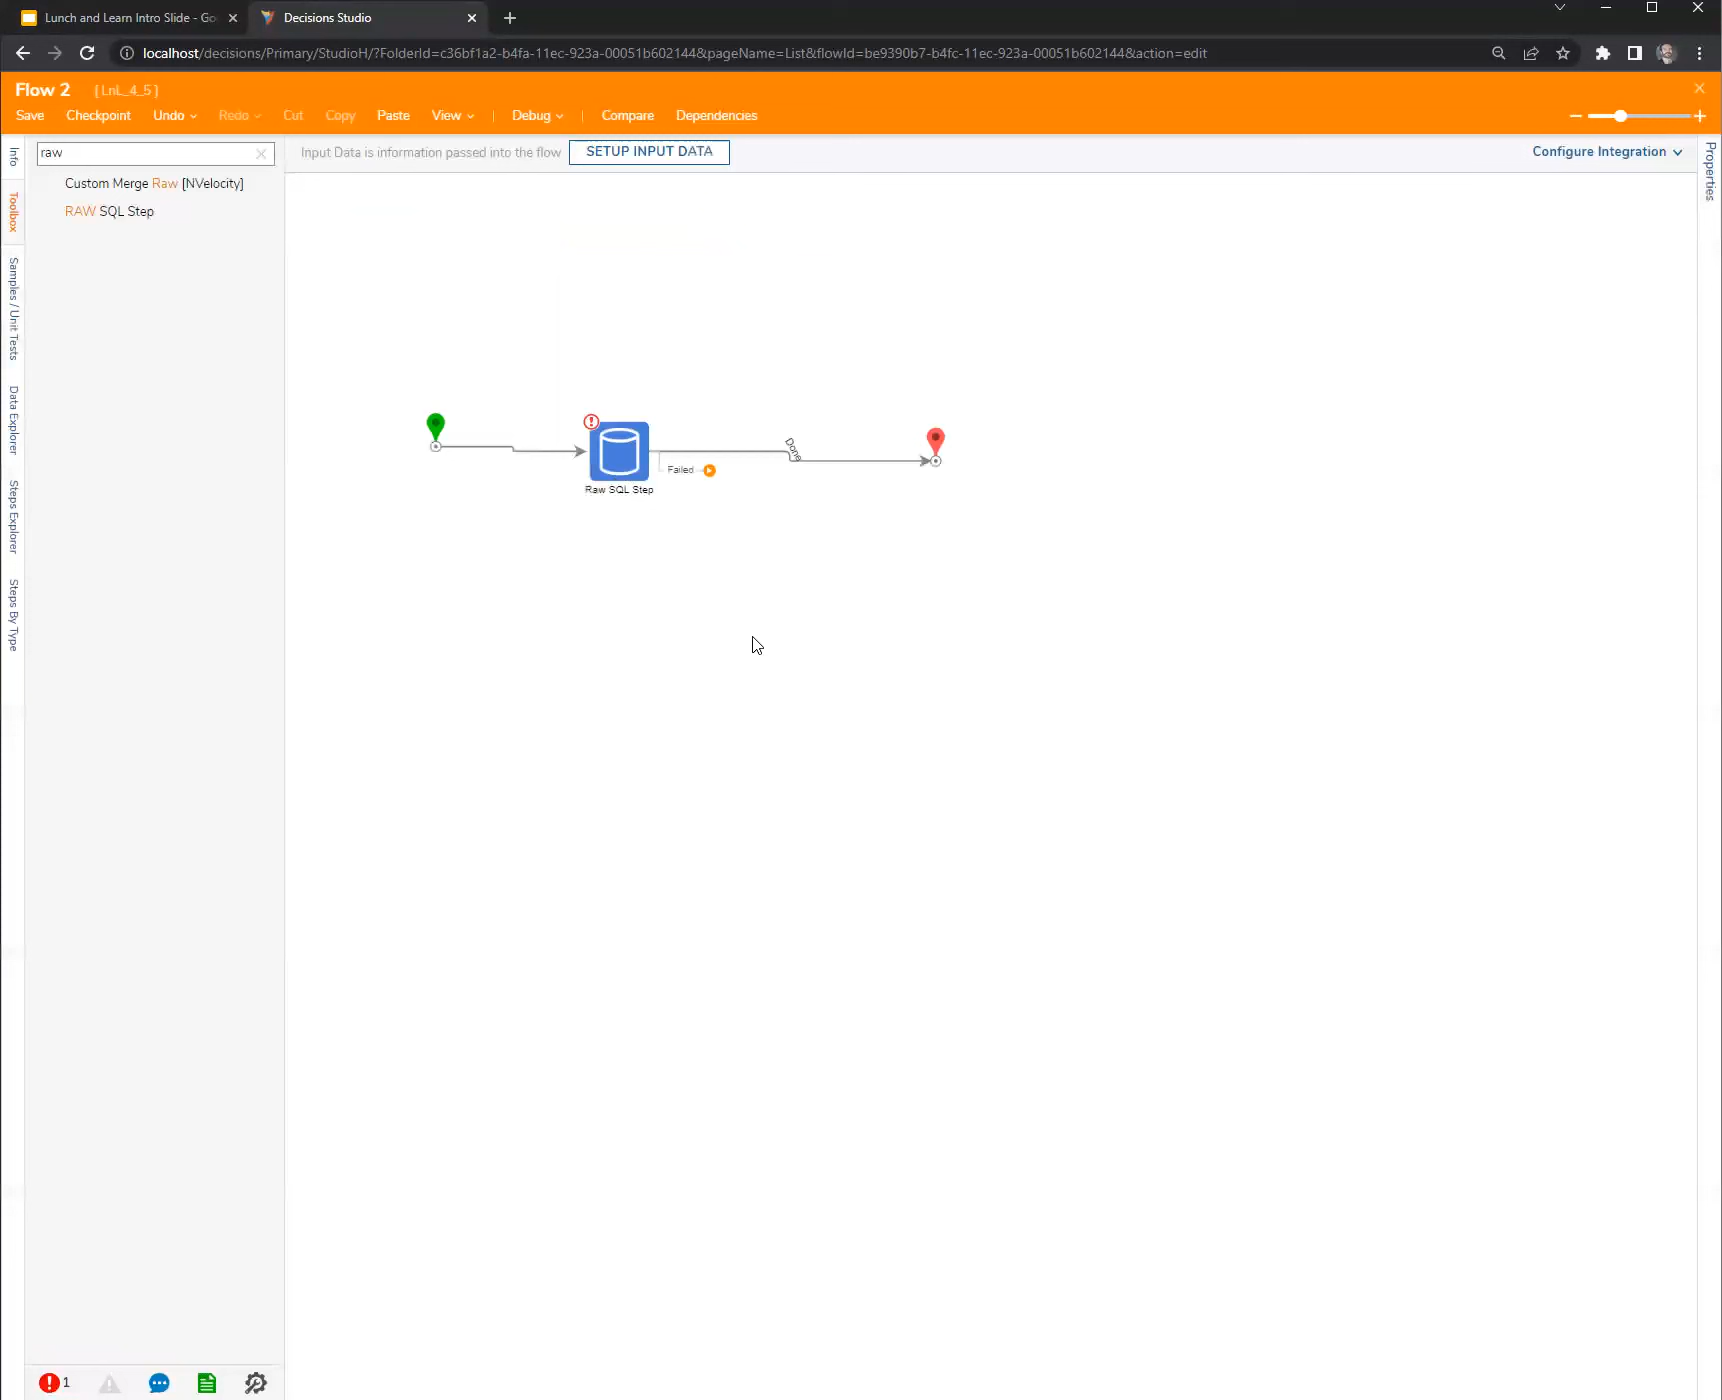 Lunch and Learn Intro Slide - Go
Decisions Studio
localhost/decisions/Primary/StudioH/?FolderId=c36bf1a2-b4fa-11ec-923a-00051b602144&pageName=List&flowId=be9390b7-b4fc-11ec-923a-00051b602144&action=edit
Flow 2 [LnL_4_5]
Save Checkpoint Undo Redo Cut Copy Paste View Debug Compare Dependencies
Info
Toolbox
Samples / Unit Tests
Data Explorer
Steps Explorer
Steps By Type
raw
Custom Merge Raw [NVelocity]
RAW SQL Step
Input Data is information passed into the flow
SETUP INPUT DATA
Configure Integration
Properties
Done
Failed
Raw SQL Step
1